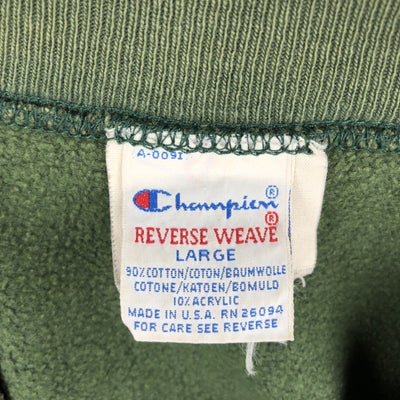 A-0091
Champion®
®
REVERSE WEAVE
LARGE
90% COTTON/COTON/BAUMWOLLE
COTONE/KATOEN/BOMULD
10% ACRYLIC
MADE IN U.S.A. RN 26094
FOR CARE SEE REVERSE